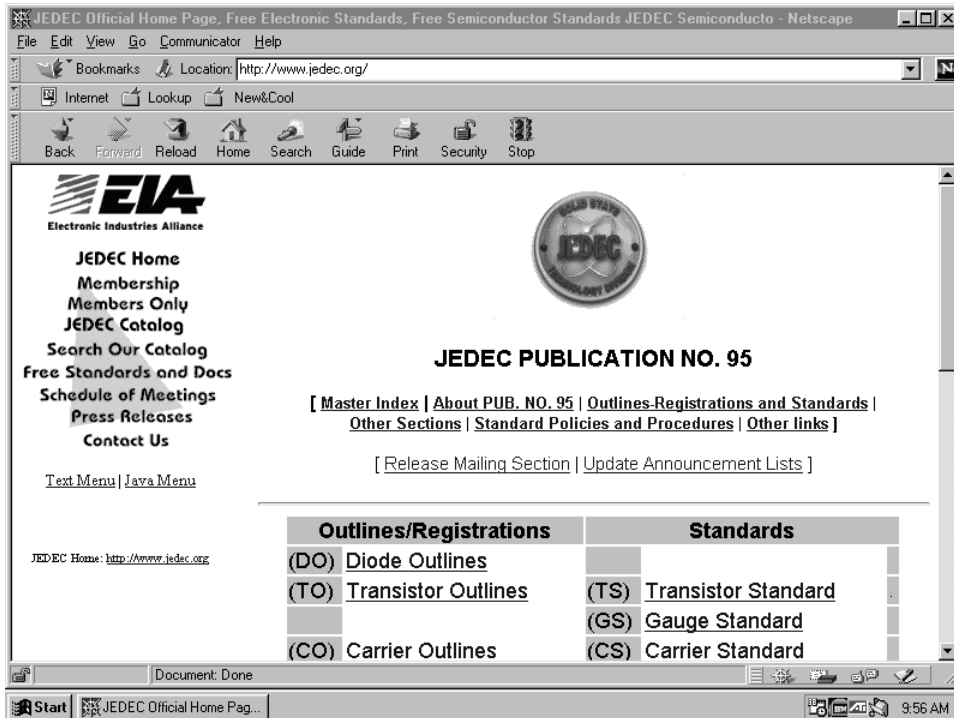 JEDEC Official Home Page, Free Electronic Standards, Free Semiconductor Standards JEDEC Semiconducto - Netscape
File Edit View Go Communicator Help
Bookmarks Location: http://www.jedec.org/
N
Internet Lookup New&Cool
Back Forward Reload Home Search Guide Print Security Stop
EIA
Electronic Industries Alliance
JEDEC Home
Membership
Members Only
JEDEC Catalog
Search Our Catalog
Free Standards and Docs
Schedule of Meetings
Press Releases
Contact Us
Text Menu | Java Menu
JEDEC Home: http://www.jedec.org
SOLID STATE
JEDEC
TECHNOLOGY DIVISION
JEDEC PUBLICATION NO. 95
[ Master Index | About PUB. NO. 95 | Outlines-Registrations and Standards |
Other Sections | Standard Policies and Procedures | Other links ]
[ Release Mailing Section | Update Announcement Lists ]
Outlines/Registrations Standards
(DO) Diode Outlines
(TO) Transistor Outlines (TS) Transistor Standard .
(GS) Gauge Standard
(CO) Carrier Outlines (CS) Carrier Standard
Document: Done
Start JEDEC Official Home Pag... 9:56 AM